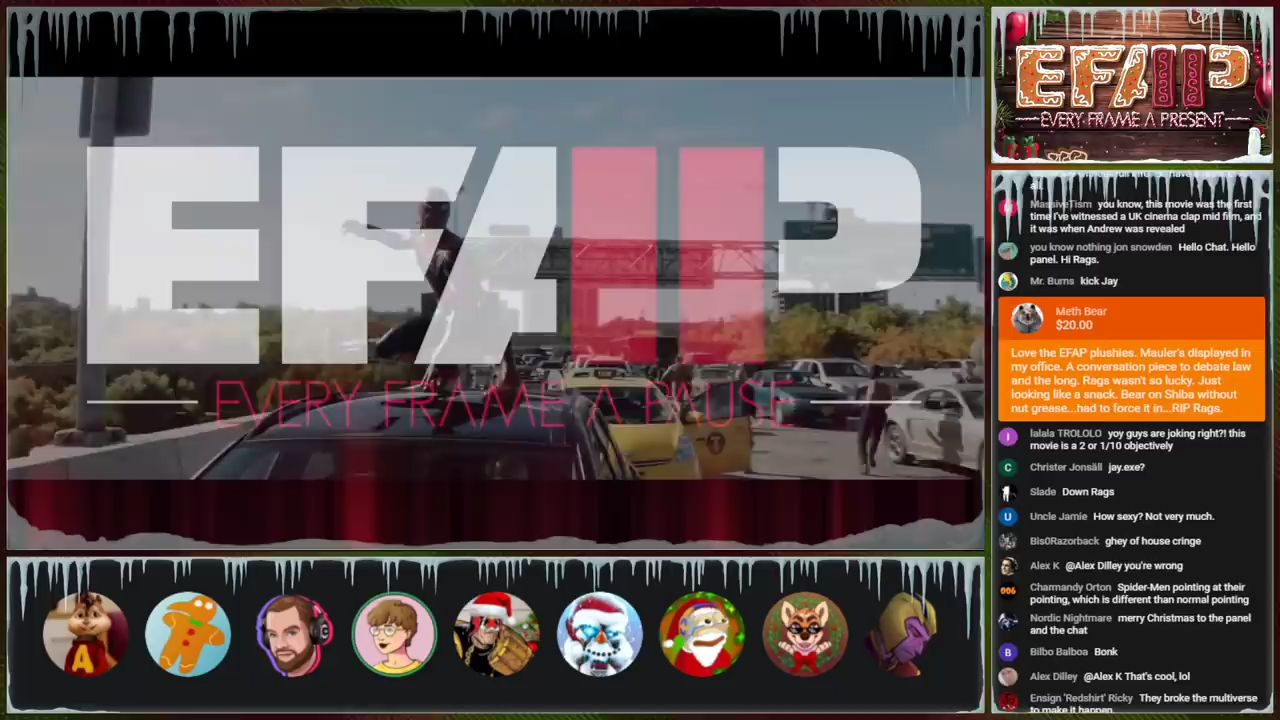 EFAP
EVERY FRAME A PAUSE
EFAP
EVERY FRAME A PRESENT
all.
MassiveTism you know, this movie was the first
time I've witnessed a UK cinema clap mid film, and
it was when Andrew was revealed
you know nothing jon snowden Hello Chat. Hello
panel. Hi Rags.
Mr. Burns kick Jay
Meth Bear
$20.00
Love the EFAP plushies. Mauler's displayed in
my office. A conversation piece to debate law
and the long. Rags wasn't so lucky. Just
looking like a snack. Bear on Shiba without
nut grease...had to force it in...RIP Rags.
lalala TROLOLO yoy guys are joking right?! this
movie is a 2 or 1/10 objectively
Christer Jonsäll jay.exe?
Slade Down Rags
Uncle Jamie How sexy? Not very much.
Bls0Razorback ghey of house cringe
Alex K @Alex Dilley you're wrong
Charmandy Orton Spider-Men pointing at their
pointing, which is different than normal pointing
Nordic Nightmare merry Christmas to the panel
and the chat
Bilbo Balboa Bonk
Alex Dilley @Alex K That's cool, lol
Ensign 'Redshirt' Ricky They broke the multiverse
to make it happen
I
C
U
B
006
A